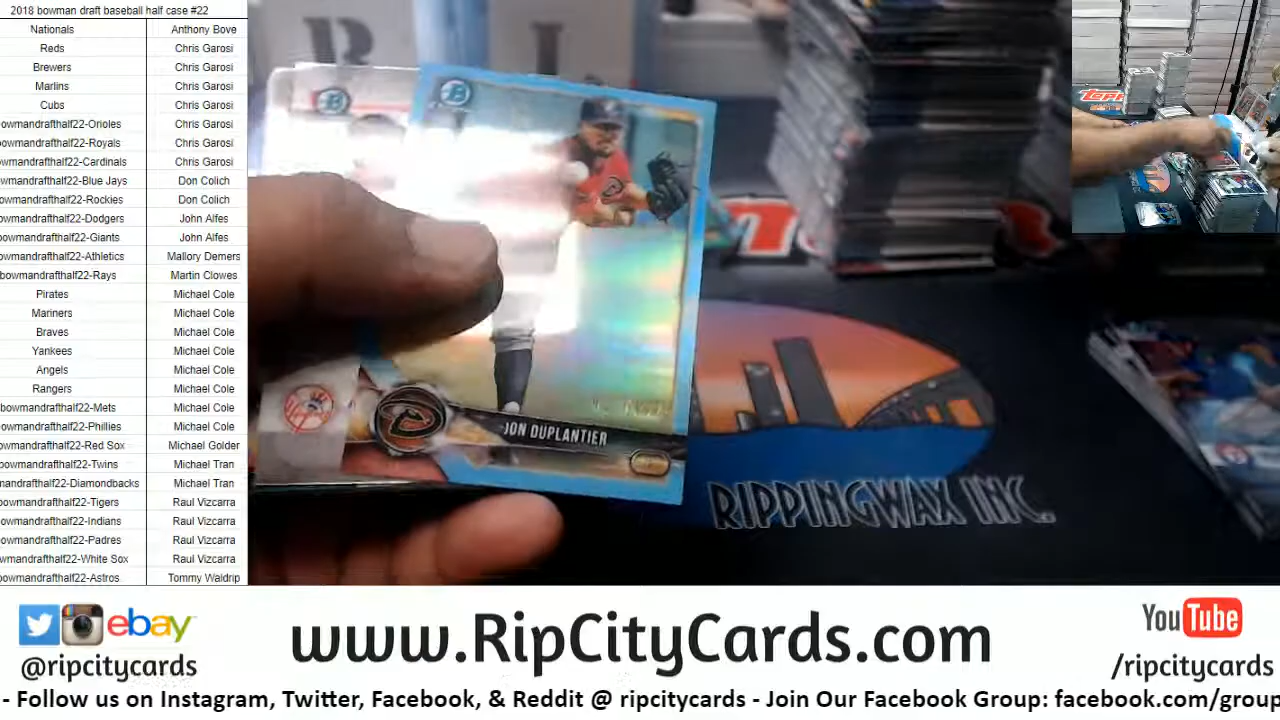 2018 bowman draft baseball half case #22
Nationals Anthony Bove
Reds Chris Garosi
Brewers Chris Garosi
Marlins Chris Garosi
Cubs Chris Garosi
owmandrafthalf22-Orioles Chris Garosi
owmandrafthalf22-Royals Chris Garosi
wmandrafthalf22-Cardinals Chris Garosi
wmandrafthalf22-Blue Jays Don Colich
owmandrafthalf22-Rockies Don Colich
owmandrafthalf22-Dodgers John Alfes
owmandrafthalf22-Giants John Alfes
owmandrafthalf22-Athletics Mallory Demers
bowmandrafthalf22-Rays Martin Clowes
Pirates Michael Cole
Mariners Michael Cole
Braves Michael Cole
Yankees Michael Cole
Angels Michael Cole
Rangers Michael Cole
bowmandrafthalf22-Mets Michael Cole
owmandrafthalf22-Phillies Michael Cole
owmandrafthalf22-Red Sox Michael Golder
bowmandrafthalf22-Twins Michael Tran
mandrafthalf22-Diamondbacks Michael Tran
owmandrafthalf22-Tigers Raul Vizcarra
owmandrafthalf22-Indians Raul Vizcarra
owmandrafthalf22-Padres Raul Vizcarra
wmandrafthalf22-White Sox Raul Vizcarra
owmandrafthalf22-Astros Tommy Waldrip
B
JON DUPLANTIER
RIPPINGWAX INC.
ebay
@ripcitycards
www.RipCityCards.com
YouTube
/ripcitycards
- Follow us on Instagram, Twitter, Facebook, & Reddit @ ripcitycards - Join Our Facebook Group: facebook.com/group